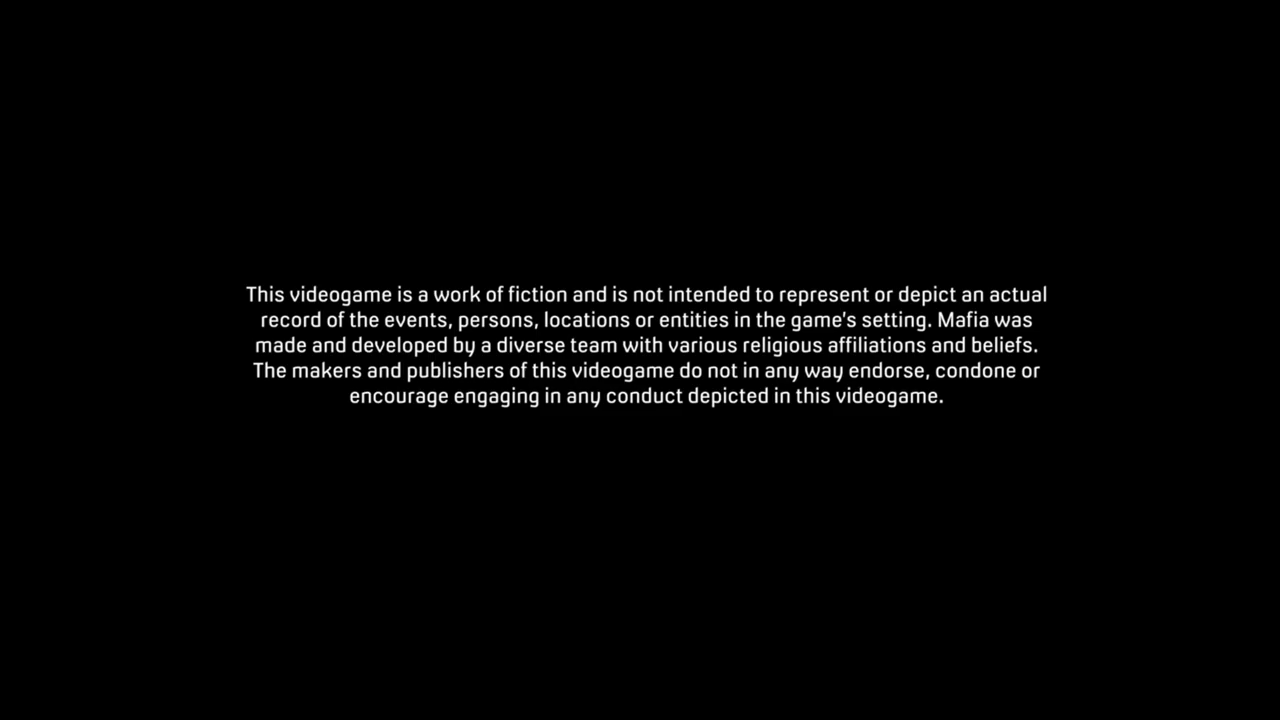 This videogame is a work of fiction and is not intended to represent or depict an actual
record of the events, persons, locations or entities in the game's setting. Mafia was
made and developed by a diverse team with various religious affiliations and beliefs.
The makers and publishers of this videogame do not in any way endorse, condone or
encourage engaging in any conduct depicted in this videogame.